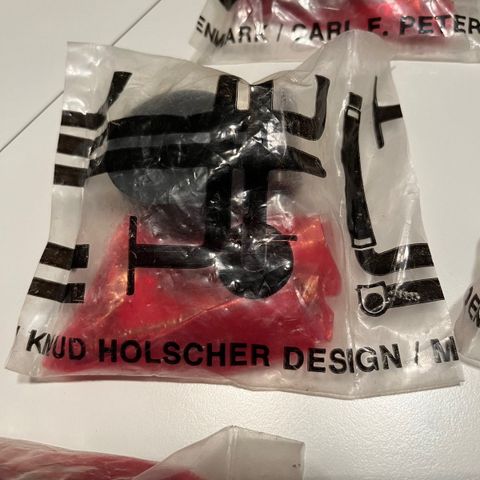 ENMARK / CARL F. PETER
/ KNUD HOLSCHER DESIGN / M